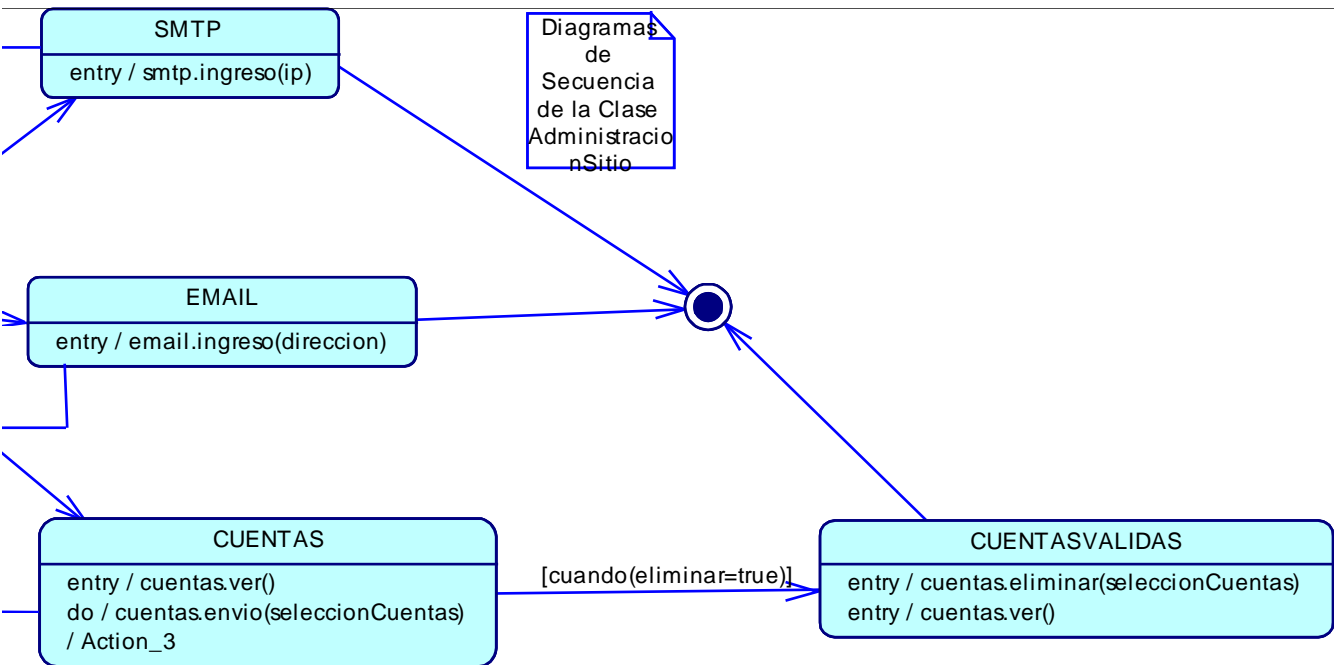 SMTP
entry / smtp.ingreso(ip)
Diagramas
de
Secuencia
de la Clase
Administracio
nSitio
EMAIL
entry / email.ingreso(direccion)
CUENTAS
entry / cuentas.ver()
do / cuentas.envio(seleccionCuentas)
/ Action_3
[cuando(eliminar=true)]
CUENTASVALIDAS
entry / cuentas.eliminar(seleccionCuentas)
entry / cuentas.ver()